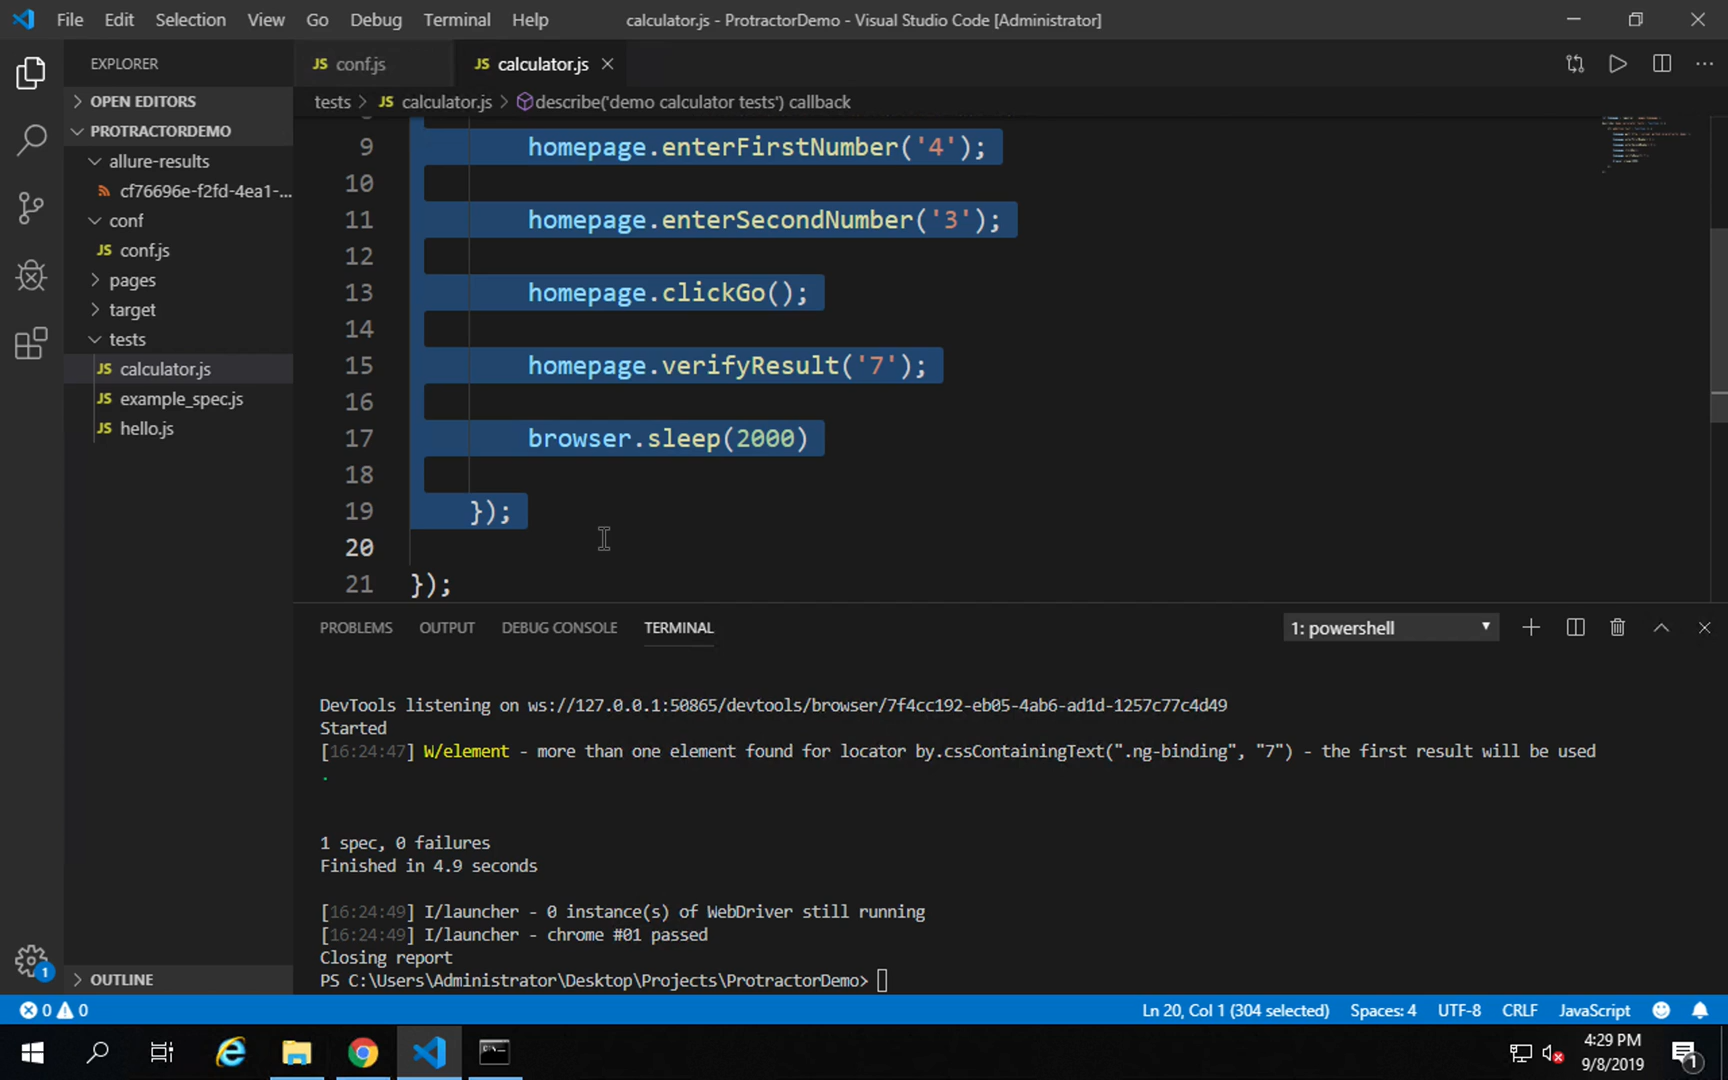 File Edit Selection View Go Debug Terminal Help calculator.js - ProtractorDemo - Visual Studio Code [Administrator]
EXPLORER
OPEN EDITORS
PROTRACTORDEMO
allure-results
cf76696e-f2fd-4ea1-...
conf
JS conf.js
pages
target
tests
JS calculator.js
JS example_spec.js
JS hello.js
OUTLINE
JS conf.js JS calculator.js
tests > JS calculator.js > describe('demo calculator tests') callback
9 homepage.enterFirstNumber('4');
10
11 homepage.enterSecondNumber('3');
12
13 homepage.clickGo();
14
15 homepage.verifyResult('7');
16
17 browser.sleep(2000)
18
19 });
20
21 });
PROBLEMS OUTPUT DEBUG CONSOLE TERMINAL 1: powershell
DevTools listening on ws://127.0.0.1:50865/devtools/browser/7f4cc192-eb05-4ab6-ad1d-1257c77c4d49
Started
[16:24:47] W/element - more than one element found for locator by.cssContainingText(".ng-binding", "7") - the first result will be used
.
1 spec, 0 failures
Finished in 4.9 seconds
[16:24:49] I/launcher - 0 instance(s) of WebDriver still running
[16:24:49] I/launcher - chrome #01 passed
Closing report
PS C:\Users\Administrator\Desktop\Projects\ProtractorDemo>
1
0 0 Ln 20, Col 1 (304 selected) Spaces: 4 UTF-8 CRLF JavaScript
4:29 PM
9/8/2019
1